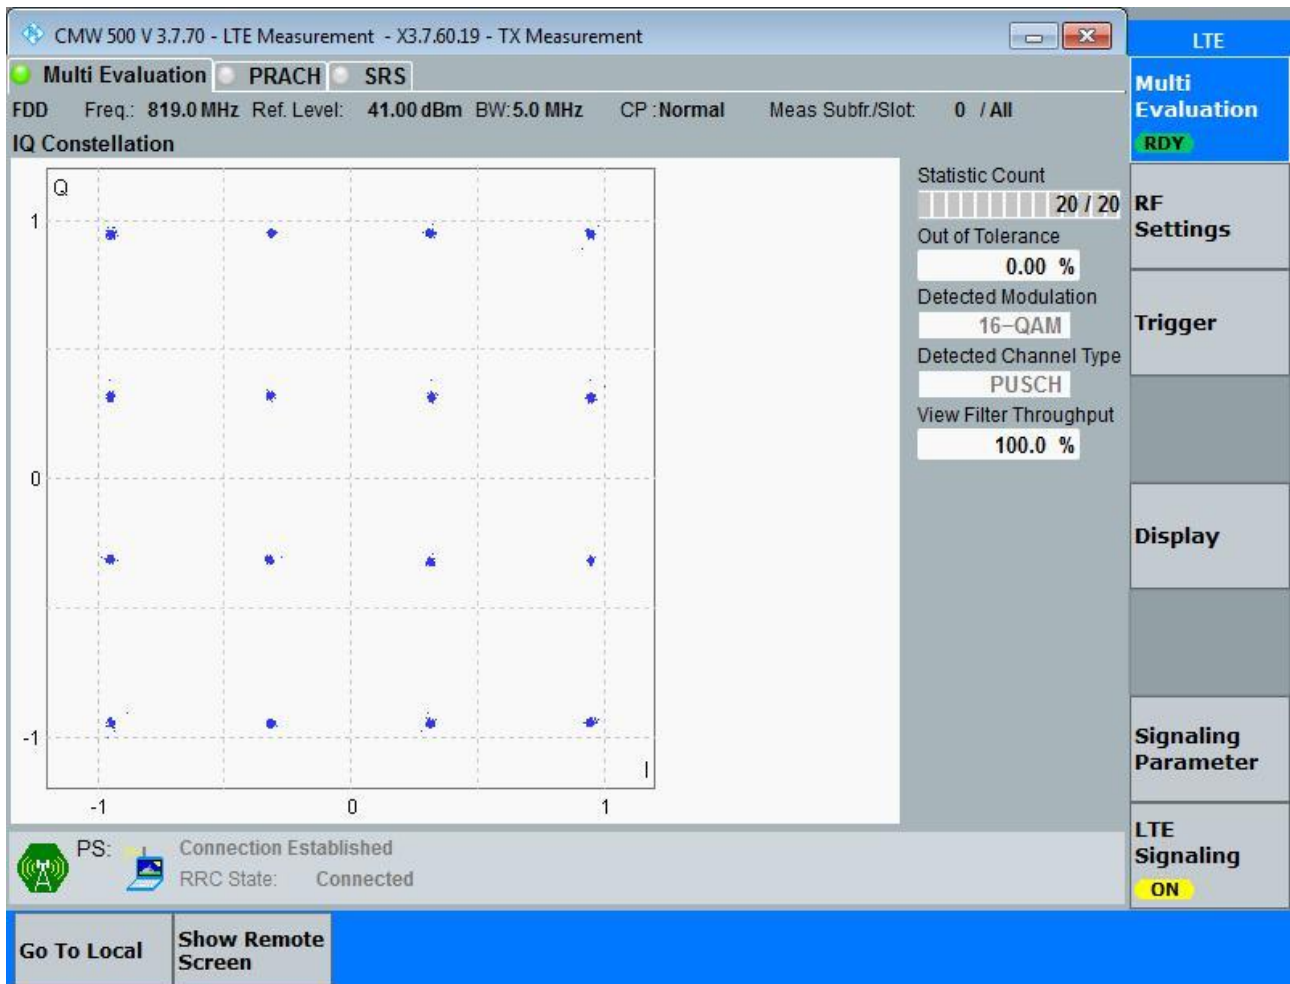 CMW 500 V 3.7.70 - LTE Measurement - X3.7.60.19 - TX Measurement
LTE
Multi Evaluation PRACH SRS
FDD Freq.: 819.0 MHz Ref. Level: 41.00 dBm BW: 5.0 MHz CP : Normal Meas Subfr./Slot: 0 / All
IQ Constellation
Q
1
0
-1
I
-1 0 1
Statistic Count
20 / 20
Out of Tolerance
0.00 %
Detected Modulation
16-QAM
Detected Channel Type
PUSCH
View Filter Throughput
100.0 %
Multi
Evaluation
RDY
RF
Settings
Trigger
Display
Signaling
Parameter
LTE
Signaling
ON
PS: Connection Established
RRC State: Connected
Go To Local
Show Remote
Screen